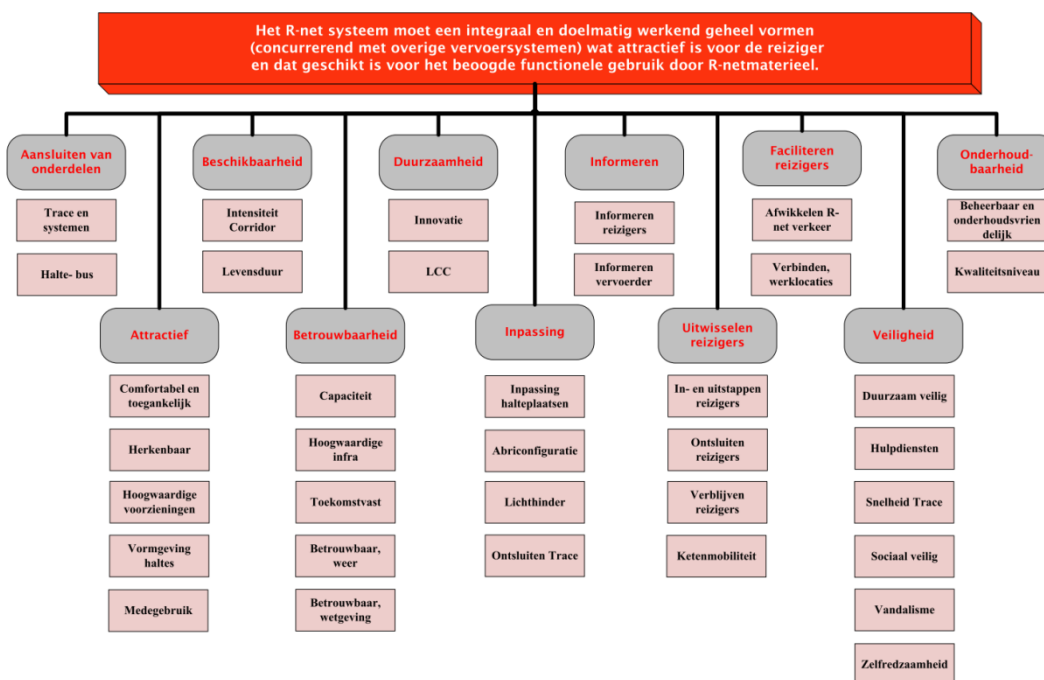 Het R-net systeem moet een integraal en doelmatig werkend geheel vormen
(concurrerend met overige vervoersystemen) wat attractief is voor de reiziger
en dat geschikt is voor het beoogde functionele gebruik door R-netmaterieel.
Aansluiten van
onderdelen
Trace en
systemen
Halte- bus
Beschikbaarheid
Intensiteit
Corridor
Levensduur
Duurzaamheid
Innovatie
LCC
Informeren
Informeren
reizigers
Informeren
vervoerder
Faciliteren
reizigers
Afwikkelen R-
net verkeer
Verbinden,
werklocaties
Onderhoud-
baarheid
Beheerbaar en
onderhoudsvrien
delijk
Kwaliteitsniveau
Attractief
Comfortabel en
toegankelijk
Herkenbaar
Hoogwaardige
voorzieningen
Vormgeving
haltes
Medegebruik
Betrouwbaarheid
Capaciteit
Hoogwaardige
infra
Toekomstvast
Betrouwbaar,
weer
Betrouwbaar,
wetgeving
Inpassing
Inpassing
halteplaatsen
Abriconfiguratie
Lichthinder
Ontsluiten Trace
Uitwisselen
reizigers
In- en uitstappen
reizigers
Ontsluiten
reizigers
Verblijven
reizigers
Ketenmobiliteit
Veiligheid
Duurzaam veilig
Hulpdiensten
Snelheid Trace
Sociaal veilig
Vandalisme
Zelfredzaamheid